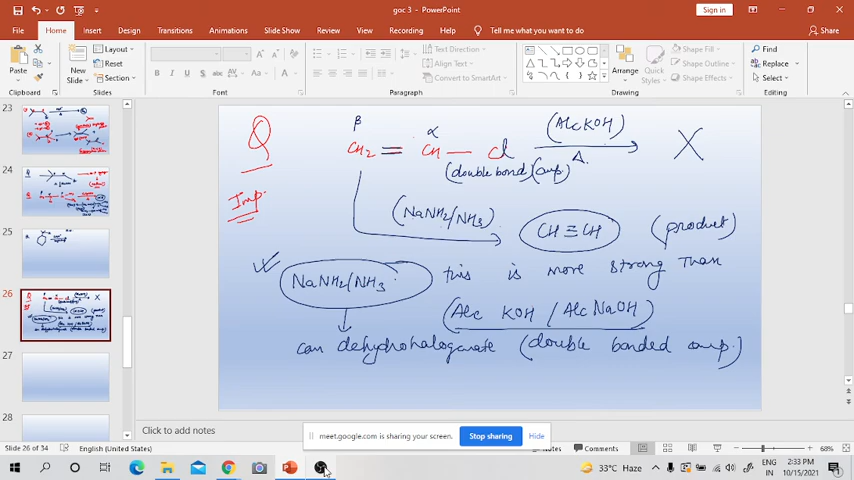 goc 3 - PowerPoint
Sign in
File Home Insert Design Transitions Animations Slide Show Review View Recording Help Tell me what you want to do Share
Paste
New Slide
Layout
Reset
Section
Text Direction
Align Text
Convert to SmartArt
Arrange
Quick Styles
Shape Fill
Shape Outline
Shape Effects
Find
Replace
Select
Clipboard Slides Font Paragraph Drawing Editing
23
24
25
26
27
28
Q
Imp.
β α
CH2 = CH — Cl (Alc KOH) Δ X
(double bond)
(NaNH2/NH3) CH ≡ CH (product)
NaNH2/NH3 this is more strong than
(Alc KOH / Alc NaOH)
can dehydrohalogenate (double bonded
Click to add notes
meet.google.com is sharing your screen. Stop sharing Hide
Slide 26 of 34 English (United States) Notes Comments 68%
33°C Haze ENG IN 2:33 PM 10/15/2021